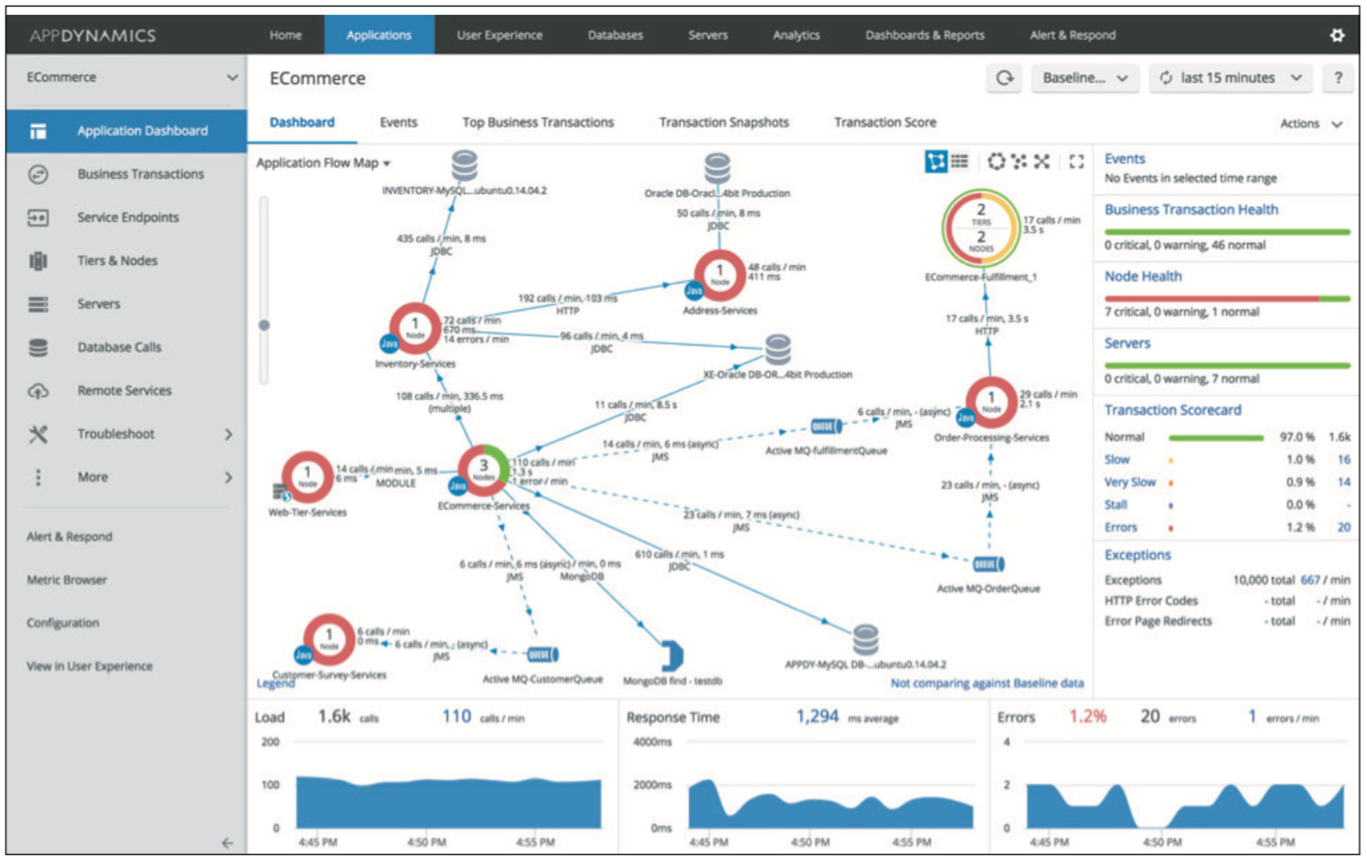 APPDYNAMICS
Home
Applications
User Experience
Databases
Servers
Analytics
Dashboards & Reports
Alert & Respond
ECommerce
ECommerce
Baseline...
last 15 minutes
?
Application Dashboard
Business Transactions
Service Endpoints
Tiers & Nodes
Servers
Database Calls
Remote Services
Troubleshoot
More
Alert & Respond
Metric Browser
Configuration
View in User Experience
Dashboard
Events
Top Business Transactions
Transaction Snapshots
Transaction Score
Actions
Application Flow Map
INVENTORY-MySQL...ubuntu0.14.04.2
Oracle DB-Oracl...4bit Production
50 calls / min, 8 ms
JDBC
435 calls / min, 8 ms
JDBC
2
TIERS
2
NODES
17 calls / min
3.5 s
ECommerce-Fulfillment_1
1
Node
Java
48 calls / min
411 ms
Address-Services
192 calls / min, 103 ms
HTTP
17 calls / min, 3.5 s
HTTP
1
Node
Java
72 calls / min
670 ms
14 errors / min
Inventory-Services
96 calls / min, 4 ms
JDBC
XE-Oracle DB-OR...4bit Production
108 calls / min, 336.5 ms
(multiple)
11 calls / min, 8.5 s
JDBC
6 calls / min, - (async)
JMS
1
Node
Java
29 calls / min
2.1 s
Order-Processing-Services
QUEUE
Active MQ-fulfillmentQueue
14 calls / min, 6 ms (async)
JMS
1
Node
Web-Tier-Services
14 calls / min
6 ms
min, 5 ms
MODULE
3
Nodes
Java
110 calls / min
1.3 s
1 error / min
ECommerce-Services
23 calls / min, - (async)
JMS
23 calls / min, 7 ms (async)
JMS
610 calls / min, 1 ms
JDBC
QUEUE
Active MQ-OrderQueue
6 calls / min, 6 ms (async)
JMS
/ min, 0 ms
MongoDB
1
Node
Java
6 calls / min
0 ms
6 calls / min, - (async)
JMS
Customer-Survey-Services
QUEUE
Active MQ-CustomerQueue
MongoDB find - testdb
APPDY-MySQL DB-...ubuntu0.14.04.2
Legend
Not comparing against Baseline data
Events
No Events in selected time range
Business Transaction Health
0 critical, 0 warning, 46 normal
Node Health
7 critical, 0 warning, 1 normal
Servers
0 critical, 0 warning, 7 normal
Transaction Scorecard
Normal 97.0 % 1.6k
Slow 1.0 % 16
Very Slow 0.9 % 14
Stall 0.0 % -
Errors 1.2 % 20
Exceptions
Exceptions 10,000 total 667 / min
HTTP Error Codes - total - / min
Error Page Redirects - total - / min
Load 1.6k calls 110 calls / min
200
100
0
4:45 PM 4:50 PM 4:55 PM
Response Time 1,294 ms average
4000ms
2000ms
0ms
4:45 PM 4:50 PM 4:55 PM
Errors 1.2% 20 errors 1 errors / min
4
2
0
4:45 PM 4:50 PM 4:55 PM